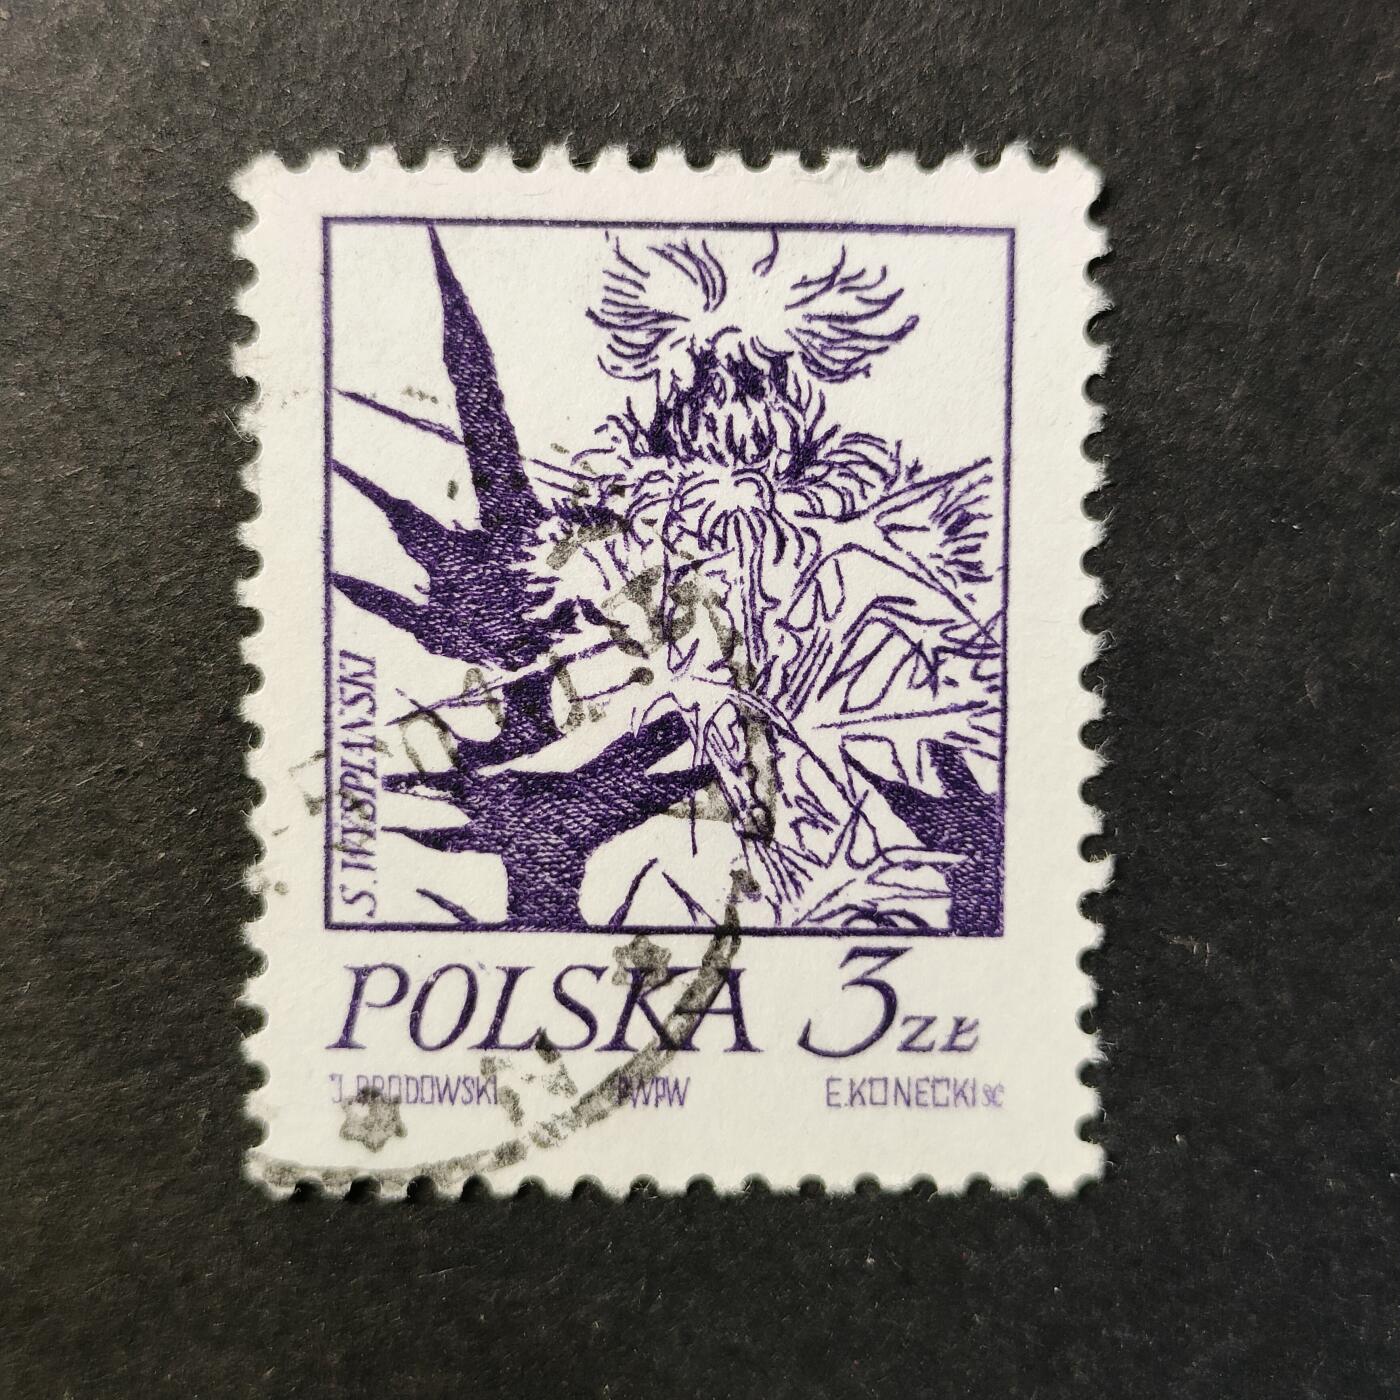 S. WYSPIAŃSKI
POLSKA 3 ZŁ
J. BRODOWSKI PWPW E. KONECKI SC